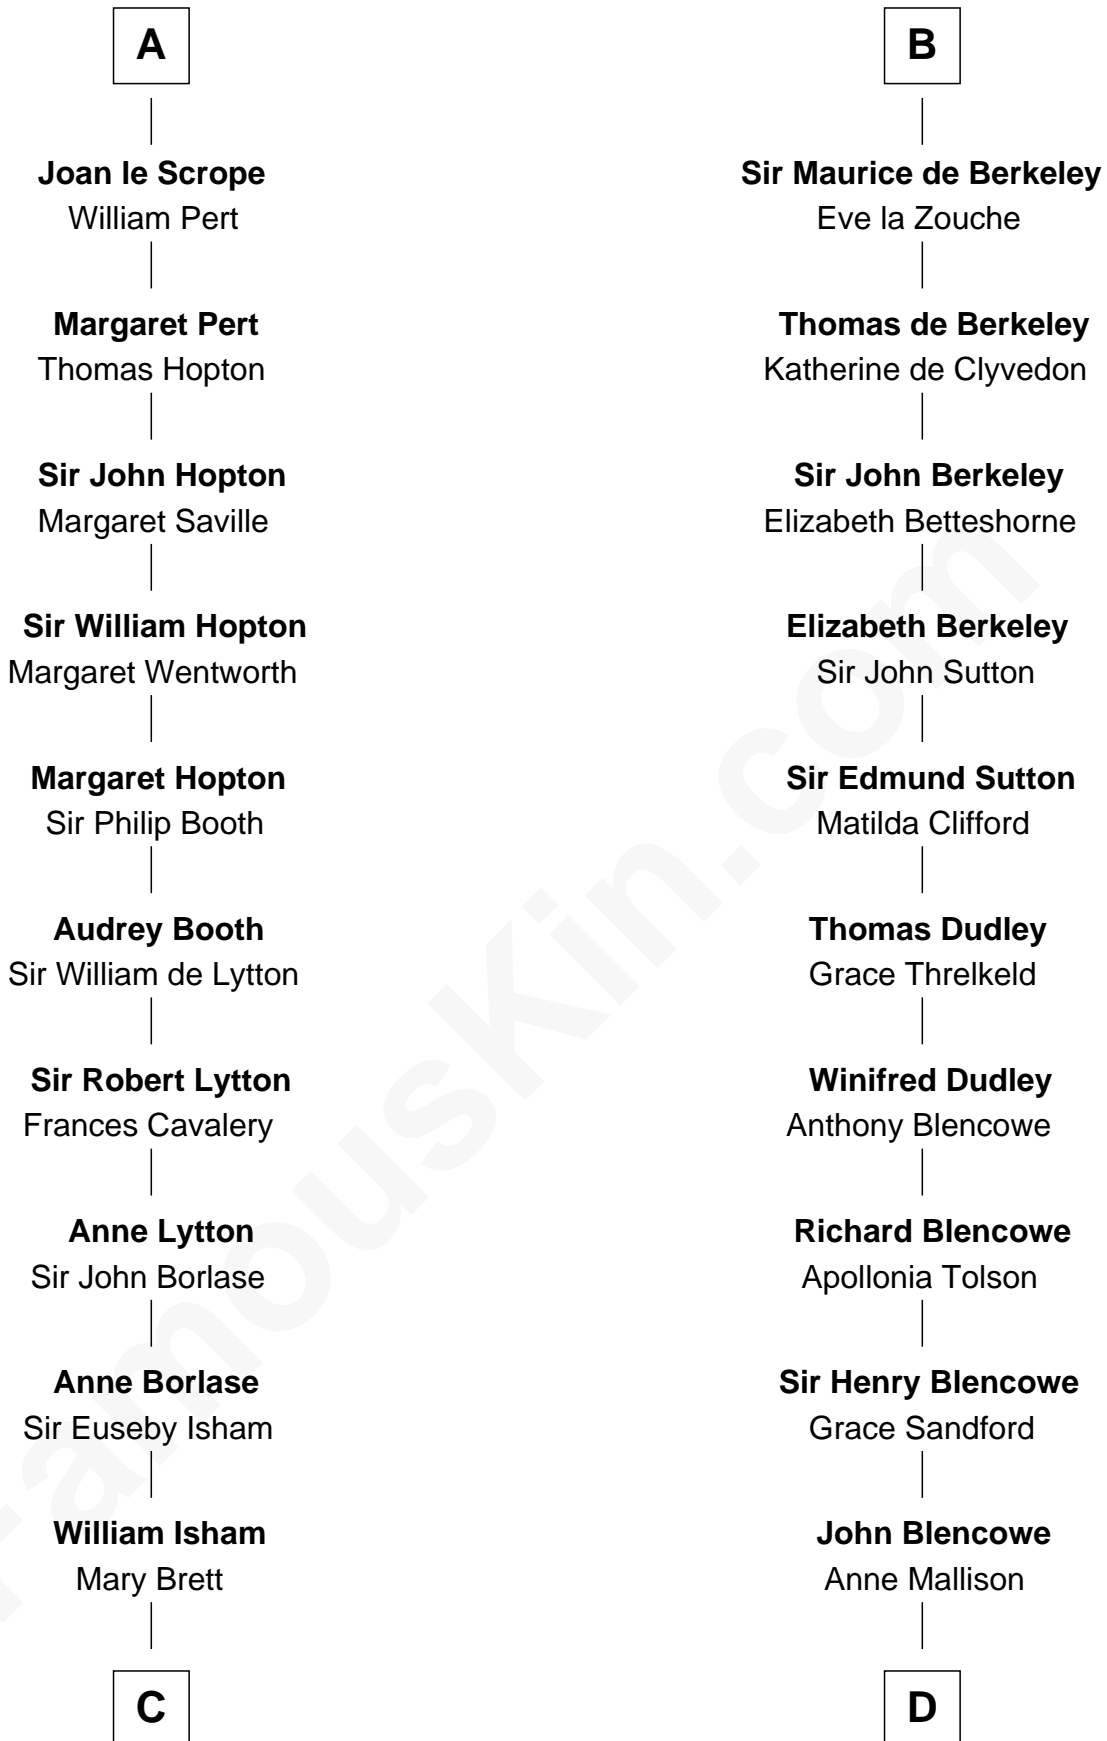 A
Joan le Scrope
William Pert
Margaret Pert
Thomas Hopton
Sir John Hopton
Margaret Saville
Sir William Hopton
Margaret Wentworth
Margaret Hopton
Sir Philip Booth
Audrey Booth
Sir William de Lytton
Sir Robert Lytton
Frances Cavalery
Anne Lytton
Sir John Borlase
Anne Borlase
Sir Euseby Isham
William Isham
Mary Brett
C
B
Sir Maurice de Berkeley
Eve la Zouche
Thomas de Berkeley
Katherine de Clyvedon
Sir John Berkeley
Elizabeth Betteshorne
Elizabeth Berkeley
Sir John Sutton
Sir Edmund Sutton
Matilda Clifford
Thomas Dudley
Grace Threlkeld
Winifred Dudley
Anthony Blencowe
Richard Blencowe
Apollonia Tolson
Sir Henry Blencowe
Grace Sandford
John Blencowe
Anne Mallison
D
FamousKin.com